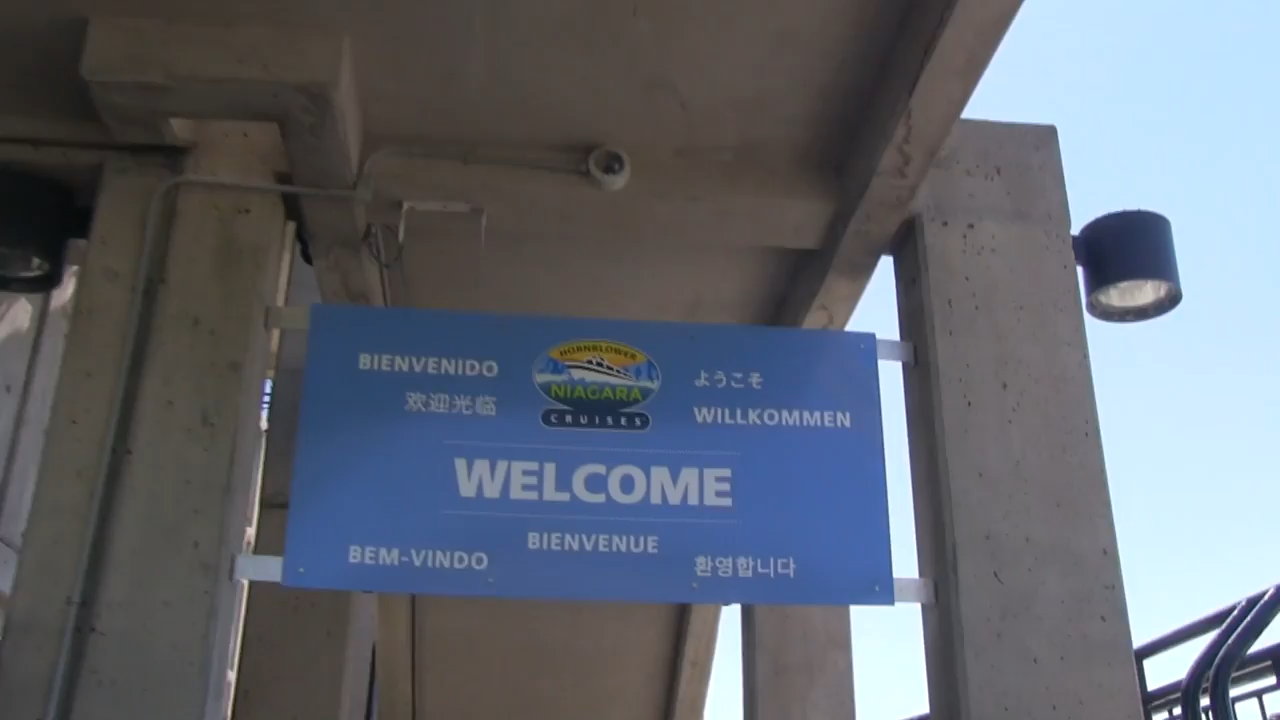 BIENVENIDO
欢迎光临
HORNBLOWER
NIAGARA
CRUISES
ようこそ
WILLKOMMEN
WELCOME
BIENVENUE
BEM-VINDO
환영합니다